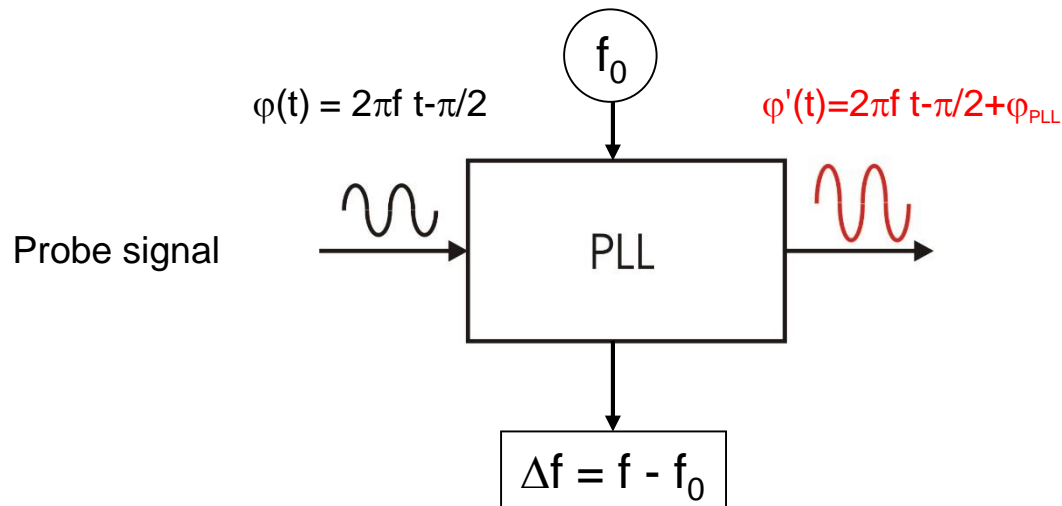 f₀
φ(t) = 2πf t-π/2
φ'(t)=2πf t-π/2+φPLL
Probe signal
PLL
Δf = f - f₀